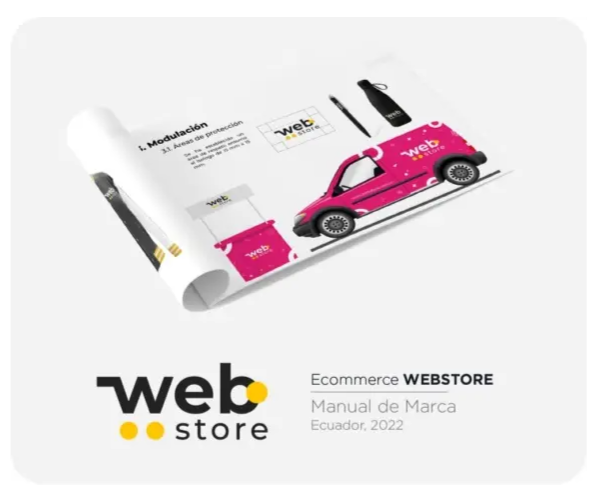 . Modulación
3.1. Áreas de protección
web
store
web
store
web
web
store
Ecommerce WEBSTORE
Manual de Marca
Ecuador, 2022